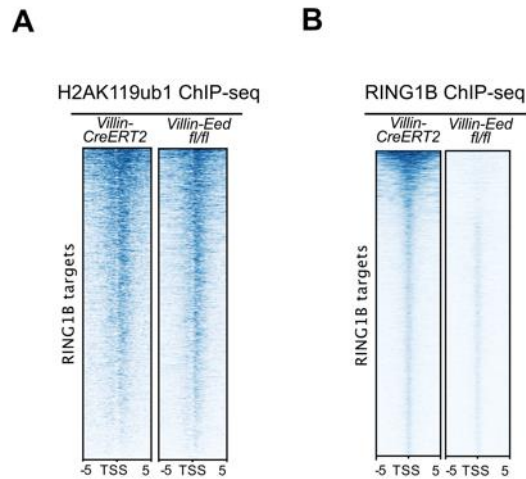 A
H2AK119ub1 ChIP-seq
Villin-
CreERT2
Villin-Eed
fl/fl
RING1B targets
-5 TSS 5
-5 TSS 5
B
RING1B ChIP-seq
Villin-
CreERT2
Villin-Eed
fl/fl
RING1B targets
-5 TSS 5
-5 TSS 5